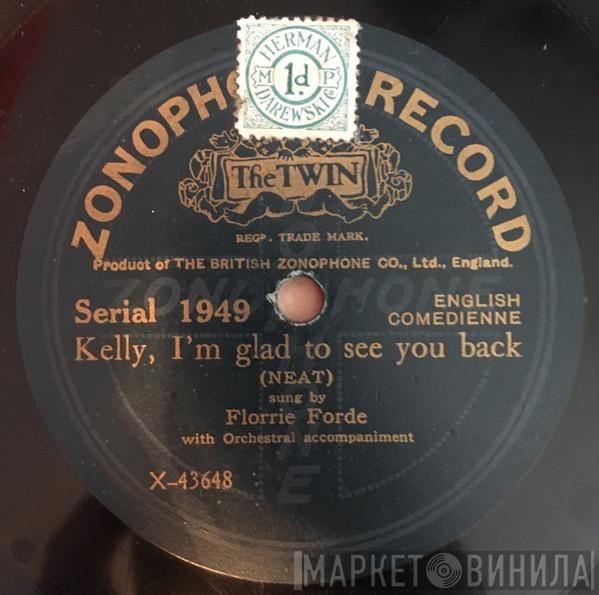 HERMAN
M P
1d.
DAREWSKI Co.
ZONOPHONE RECORD
The TWIN
REGD. TRADE MARK.
Product of THE BRITISH ZONOPHONE CO., Ltd., England.
Serial 1949
ENGLISH
COMEDIENNE
Kelly, I'm glad to see you back
(NEAT)
sung by
Florrie Forde
with Orchestral accompaniment
X-43648
ZONOPHONE
МАРКЕТ ВИНИЛА